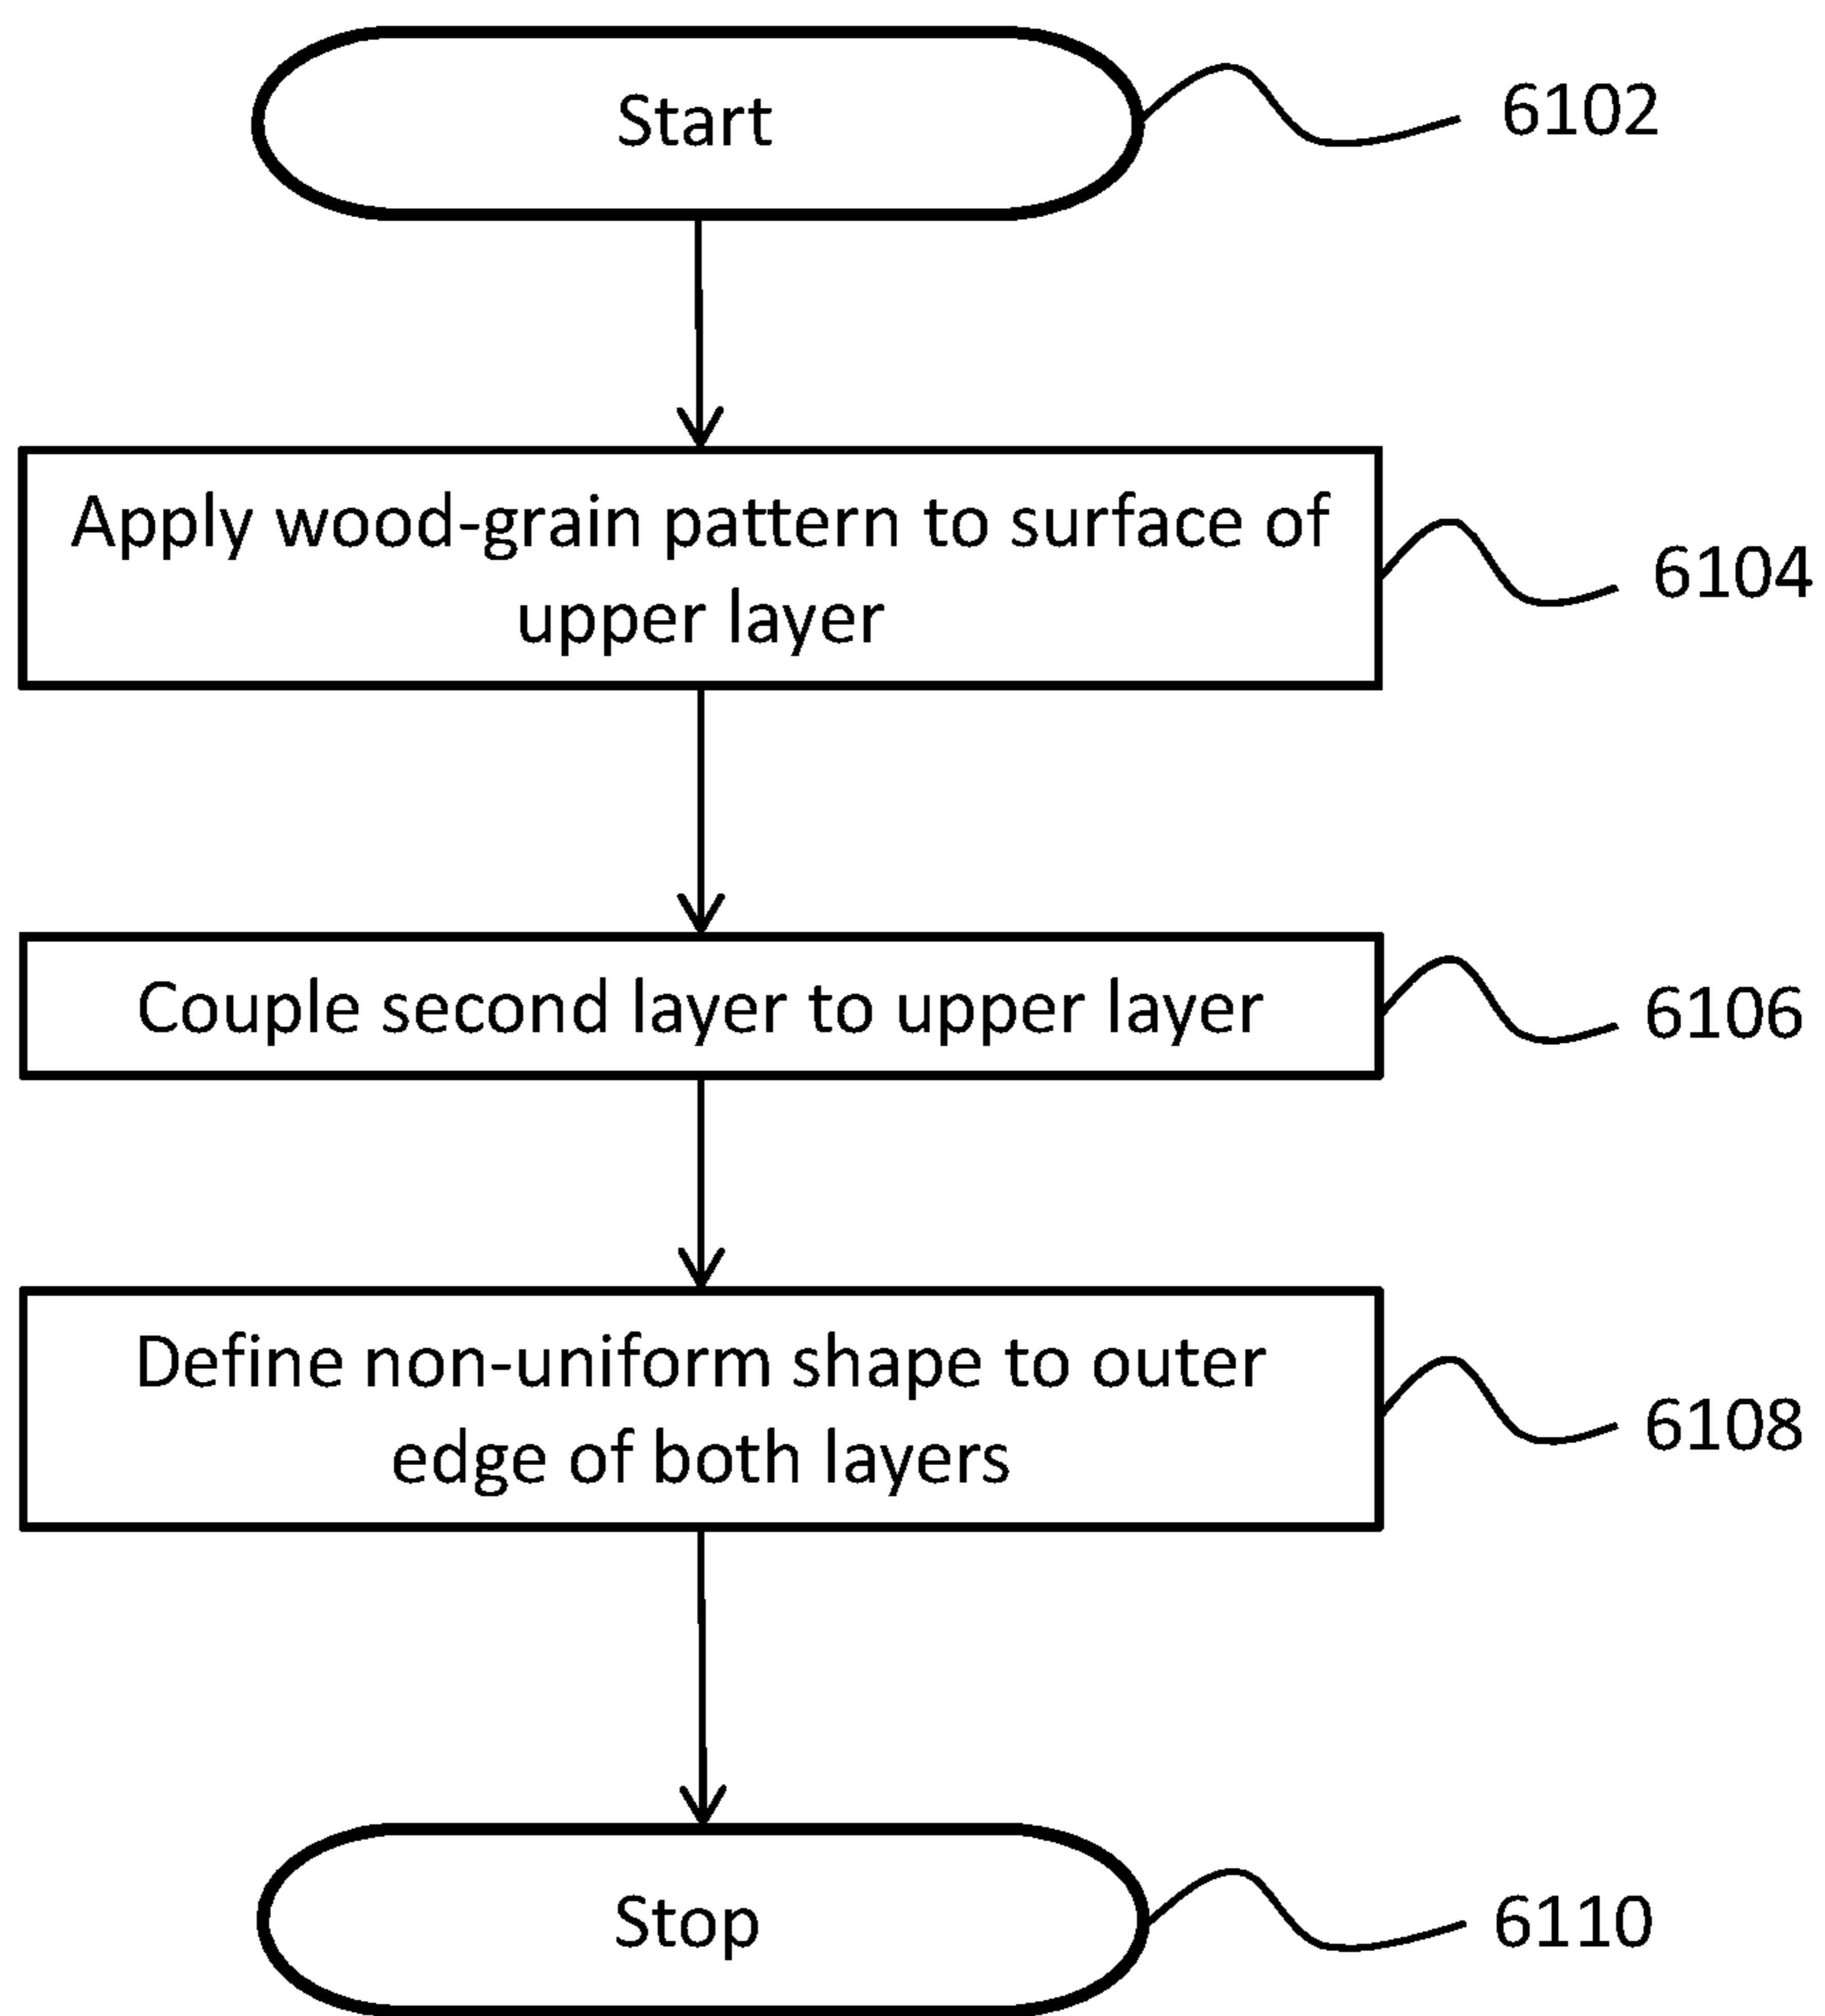 Start
6102
Apply wood-grain pattern to surface of
upper layer
6104
Couple second layer to upper layer
6106
Define non-uniform shape to outer
edge of both layers
6108
Stop
6110